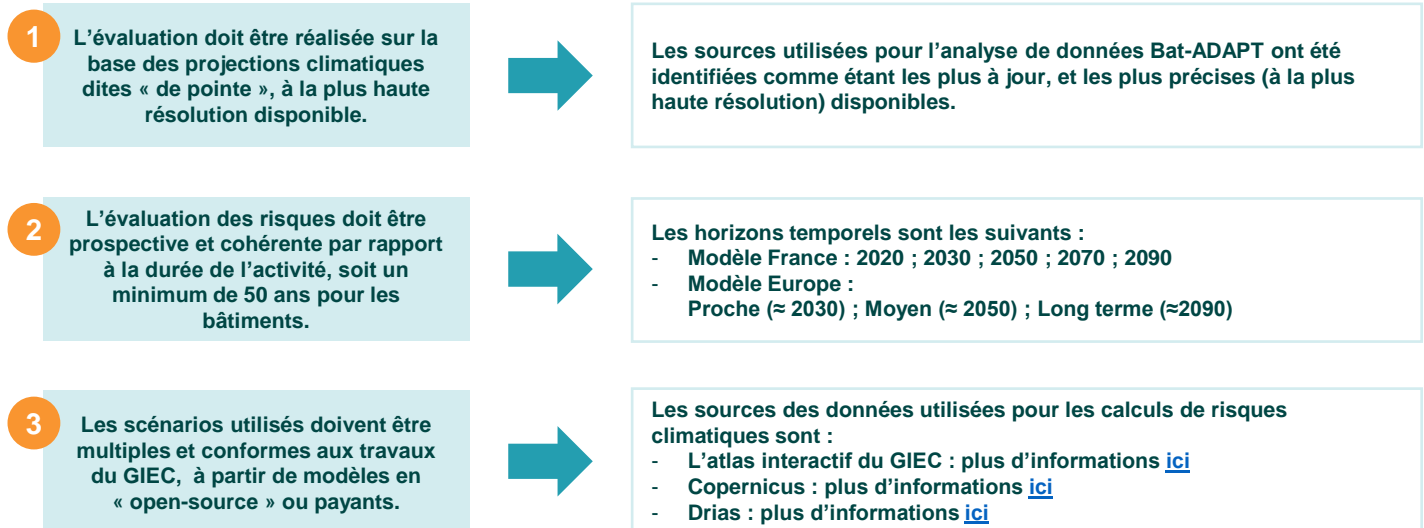 1
L’évaluation doit être réalisée sur la
base des projections climatiques
dites « de pointe », à la plus haute
résolution disponible.
Les sources utilisées pour l’analyse de données Bat-ADAPT ont été
identifiées comme étant les plus à jour, et les plus précises (à la plus
haute résolution) disponibles.
2
L’évaluation des risques doit être
prospective et cohérente par rapport
à la durée de l’activité, soit un
minimum de 50 ans pour les
bâtiments.
Les horizons temporels sont les suivants :
- Modèle France : 2020 ; 2030 ; 2050 ; 2070 ; 2090
- Modèle Europe :
Proche (≈ 2030) ; Moyen (≈ 2050) ; Long terme (≈2090)
3
Les scénarios utilisés doivent être
multiples et conformes aux travaux
du GIEC, à partir de modèles en
« open-source » ou payants.
Les sources des données utilisées pour les calculs de risques
climatiques sont :
- L’atlas interactif du GIEC : plus d’informations ici
- Copernicus : plus d’informations ici
- Drias : plus d’informations ici